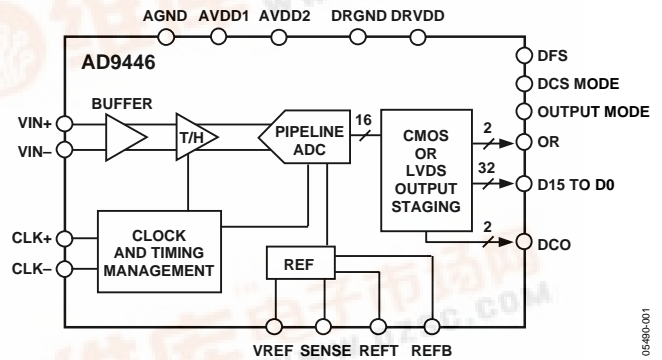 AGND AVDD1 AVDD2 DRGND DRVDD
AD9446
DFS
DCS MODE
OUTPUT MODE
OR
D15 TO D0
DCO
VIN+
VIN–
BUFFER
T/H
PIPELINE
ADC
16
CMOS
OR
LVDS
OUTPUT
STAGING
2
32
2
CLK+
CLK–
CLOCK
AND TIMING
MANAGEMENT
REF
VREF SENSE REFT REFB
05490-001